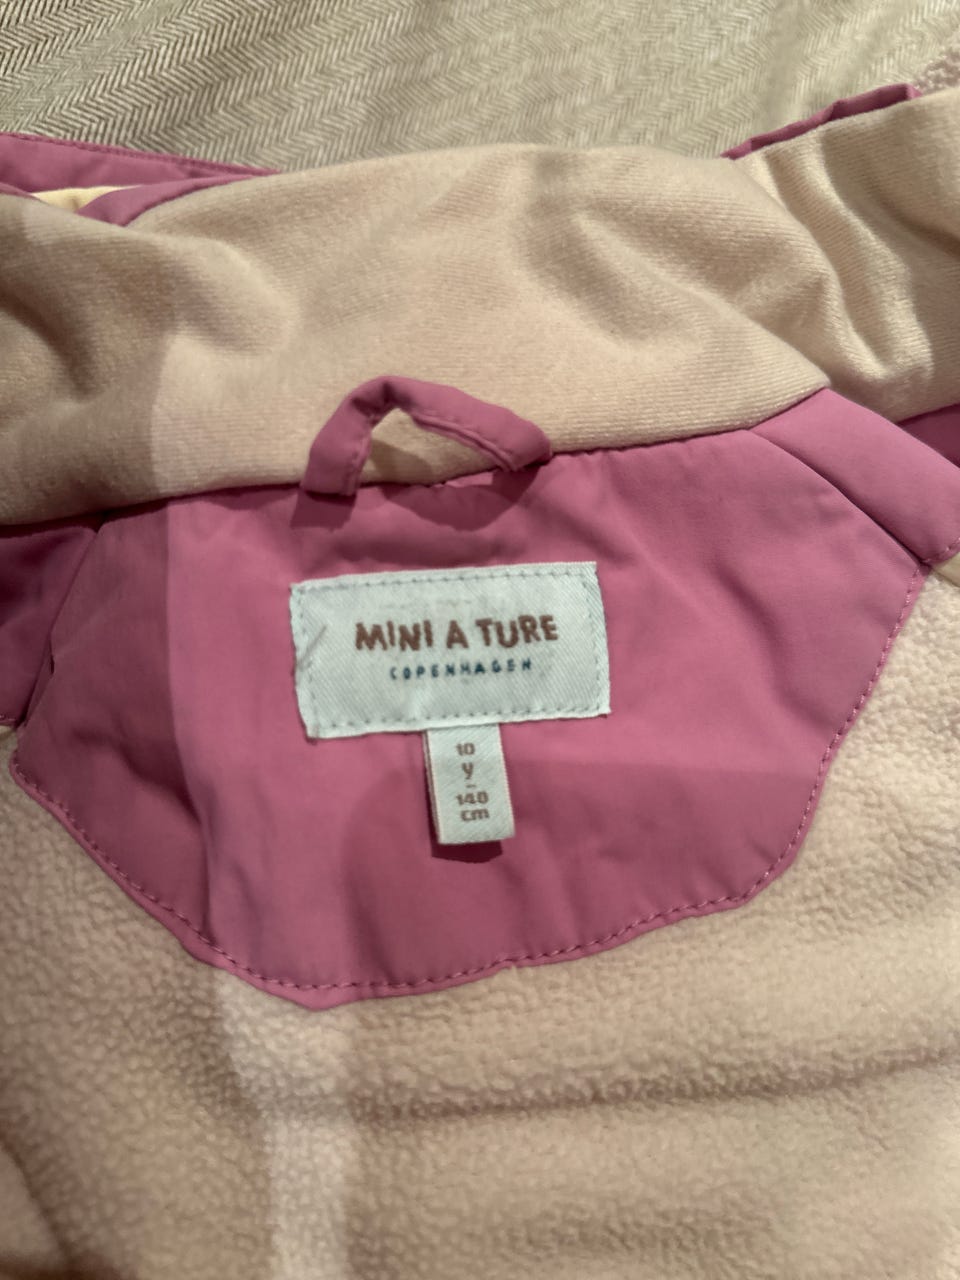 MINI A TURE
COPENHAGEN
10
y
-
140
cm